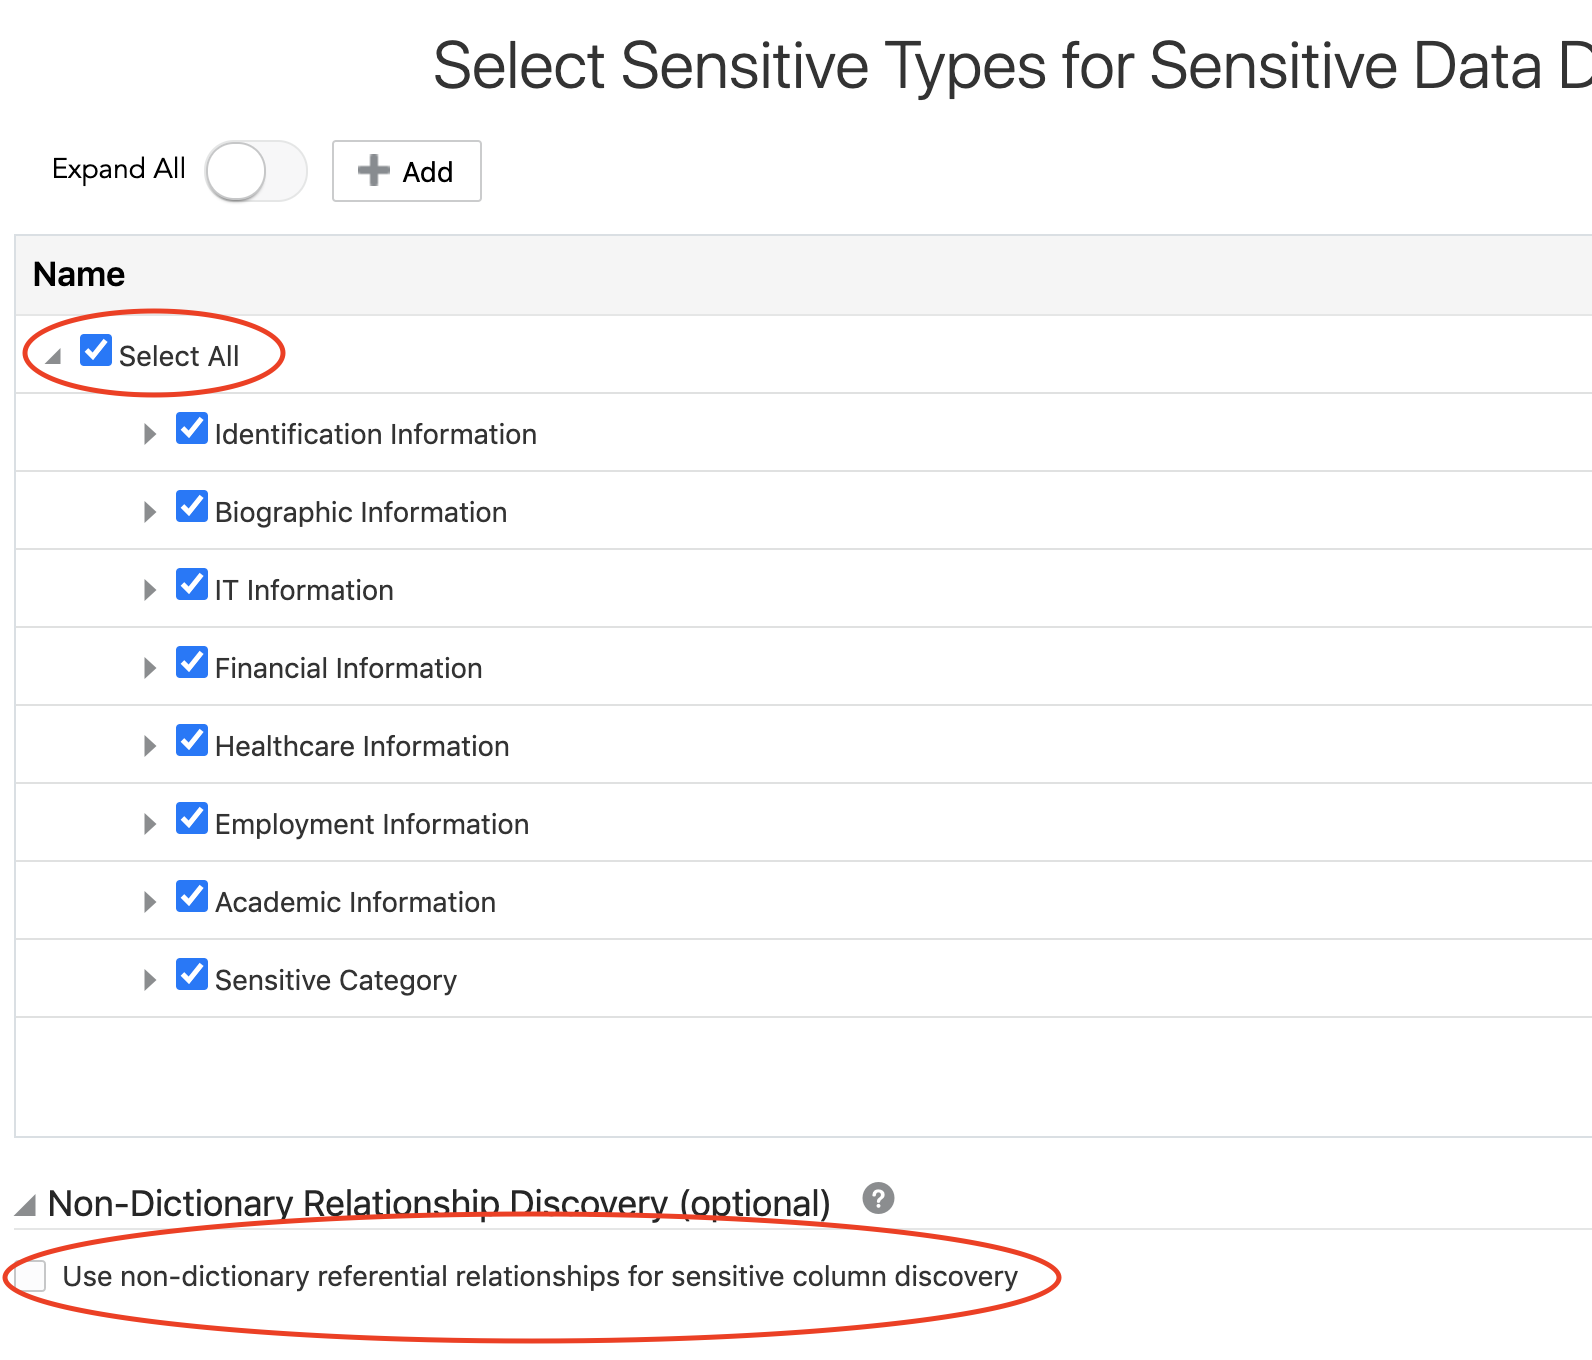 Select Sensitive Types for Sensitive Data D
Expand All
Add
Name
Select All
Identification Information
Biographic Information
IT Information
Financial Information
Healthcare Information
Employment Information
Academic Information
Sensitive Category
Non-Dictionary Relationship Discovery (optional) ?
Use non-dictionary referential relationships for sensitive column discovery